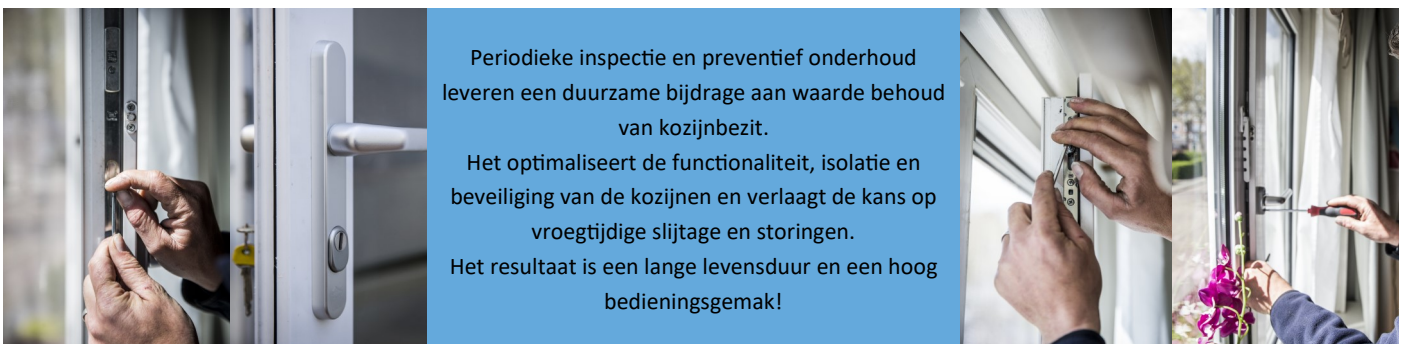 Periodieke inspectie en preventief onderhoud
leveren een duurzame bijdrage aan waarde behoud
van kozijnbezit.
Het optimaliseert de functionaliteit, isolatie en
beveiliging van de kozijnen en verlaagt de kans op
vroegtijdige slijtage en storingen.
Het resultaat is een lange levensduur en een hoog
bedieningsgemak!